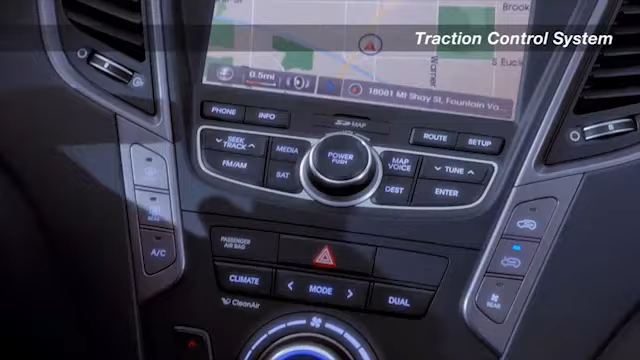 Brook
Traction Control System
Warner
S Eucl
0.5mi
18081 Mt Shay St, Fountain Va...
PHONE
INFO
SD MAP
ROUTE
SETUP
SEEK
TRACK
MEDIA
POWER
PUSH
MAP
VOICE
TUNE
FM/AM
SAT
DEST
ENTER
PASSENGER
AIR BAG
A/C
CLIMATE
MODE
DUAL
REAR
CleanAir